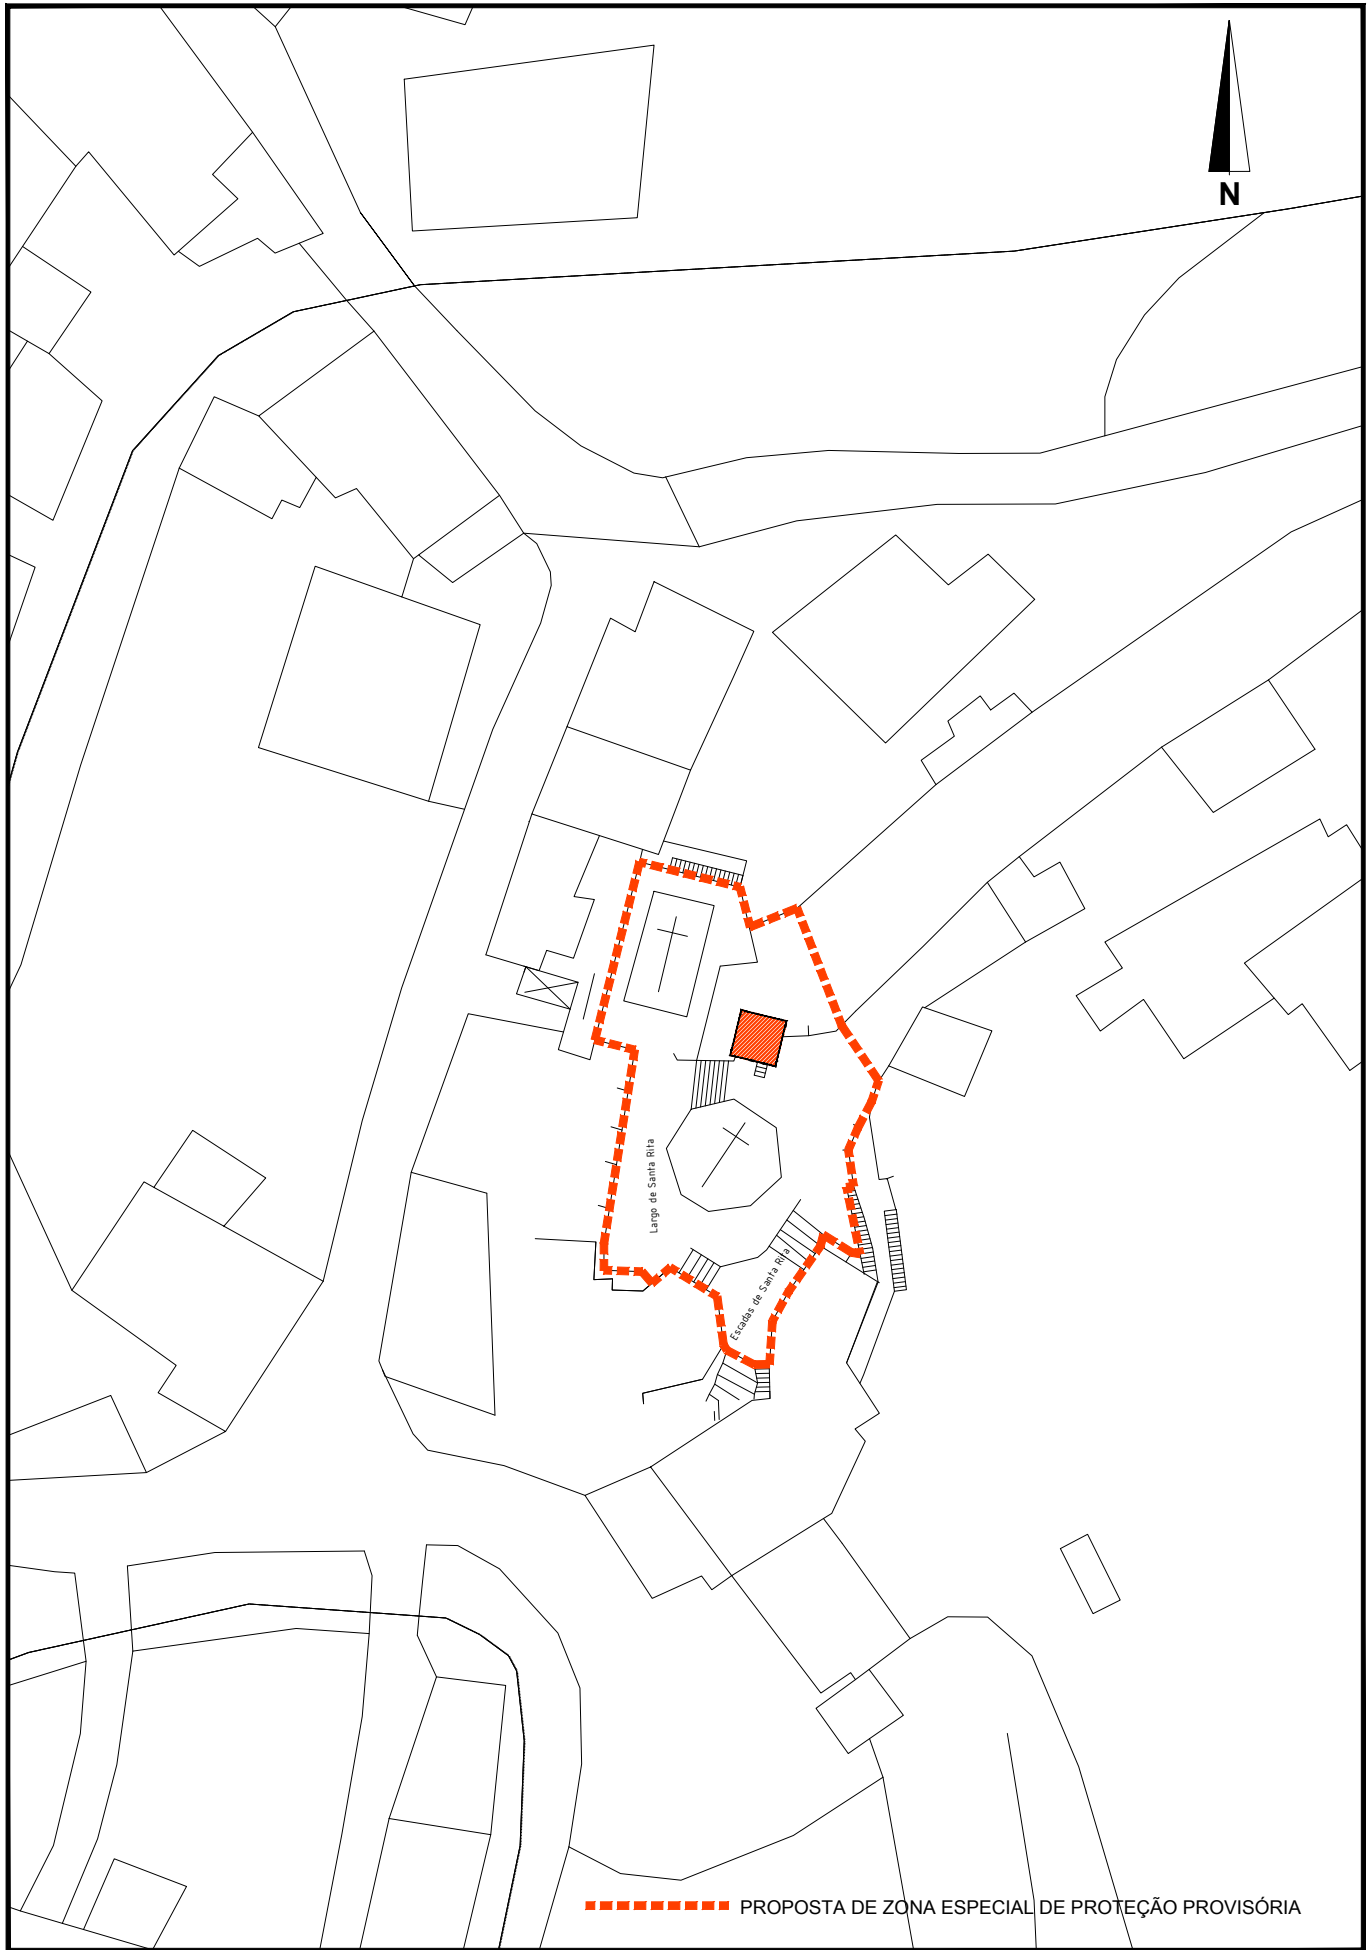 N
Largo de Santa Rita
Escadas de Santa Rita
PROPOSTA DE ZONA ESPECIAL DE PROTEÇÃO PROVISÓRIA